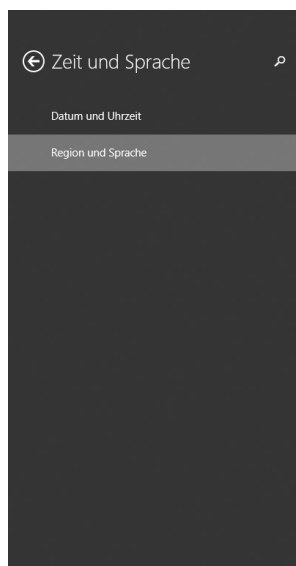 Zeit und Sprache
Datum und Uhrzeit
Region und Sprache